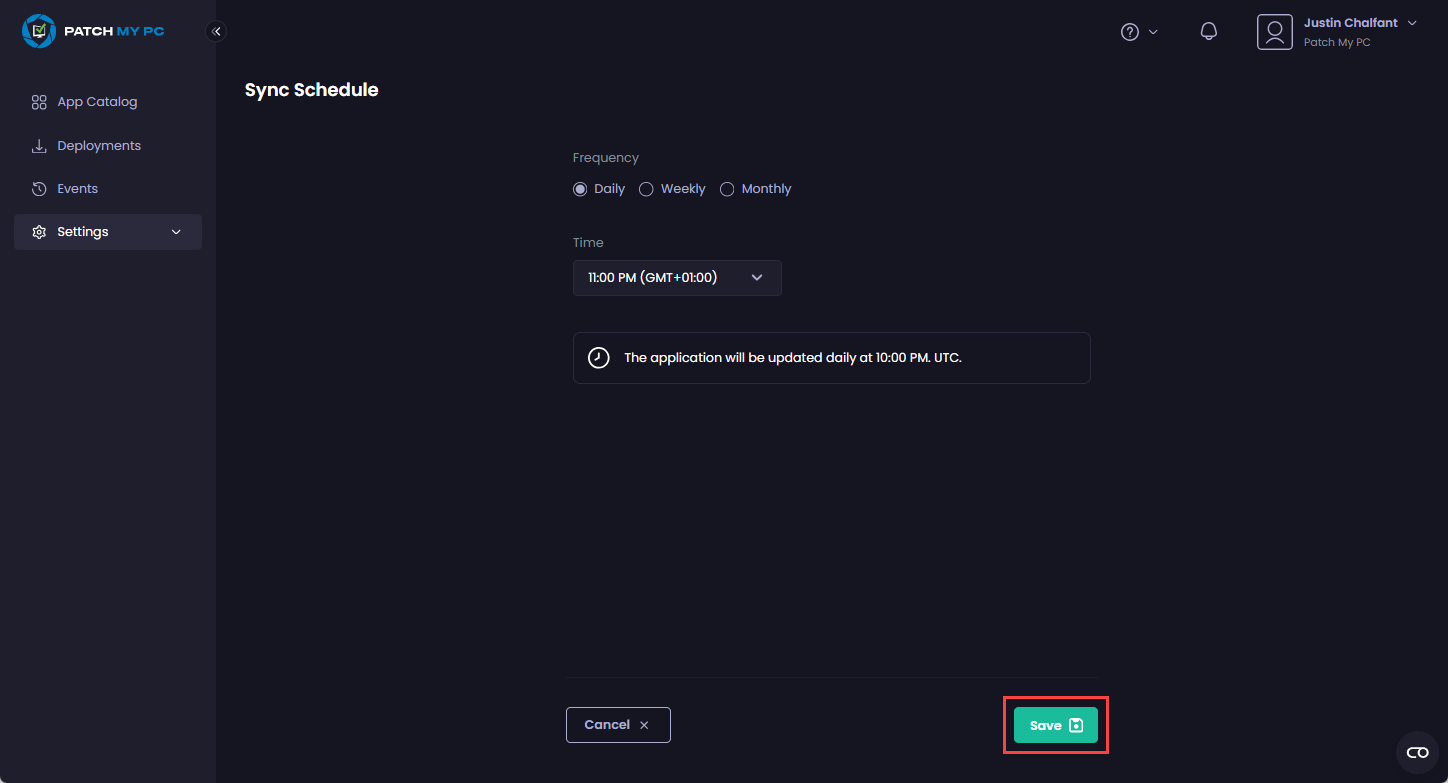 PATCH MY PC
Justin Chalfant
Patch My PC
App Catalog
Deployments
Events
Settings
Sync Schedule
Frequency
Daily
Weekly
Monthly
Time
11:00 PM (GMT+01:00)
The application will be updated daily at 10:00 PM. UTC.
Cancel
Save